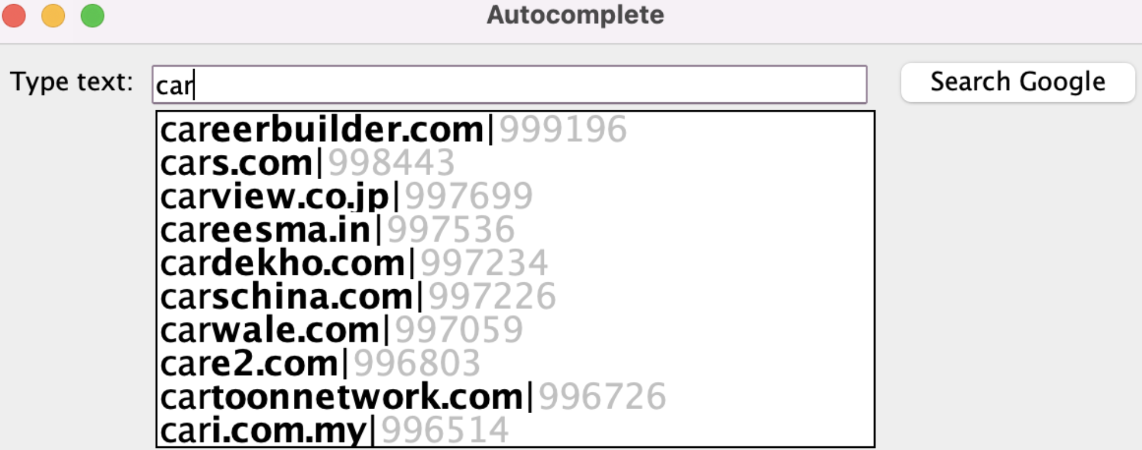 Autocomplete
Type text: car Search Google
careerbuilder.com|999196
cars.com|998443
carview.co.jp|997699
careesma.in|997536
cardekho.com|997234
carschina.com|997226
carwale.com|997059
care2.com|996803
cartoonnetwork.com|996726
cari.com.my|996514